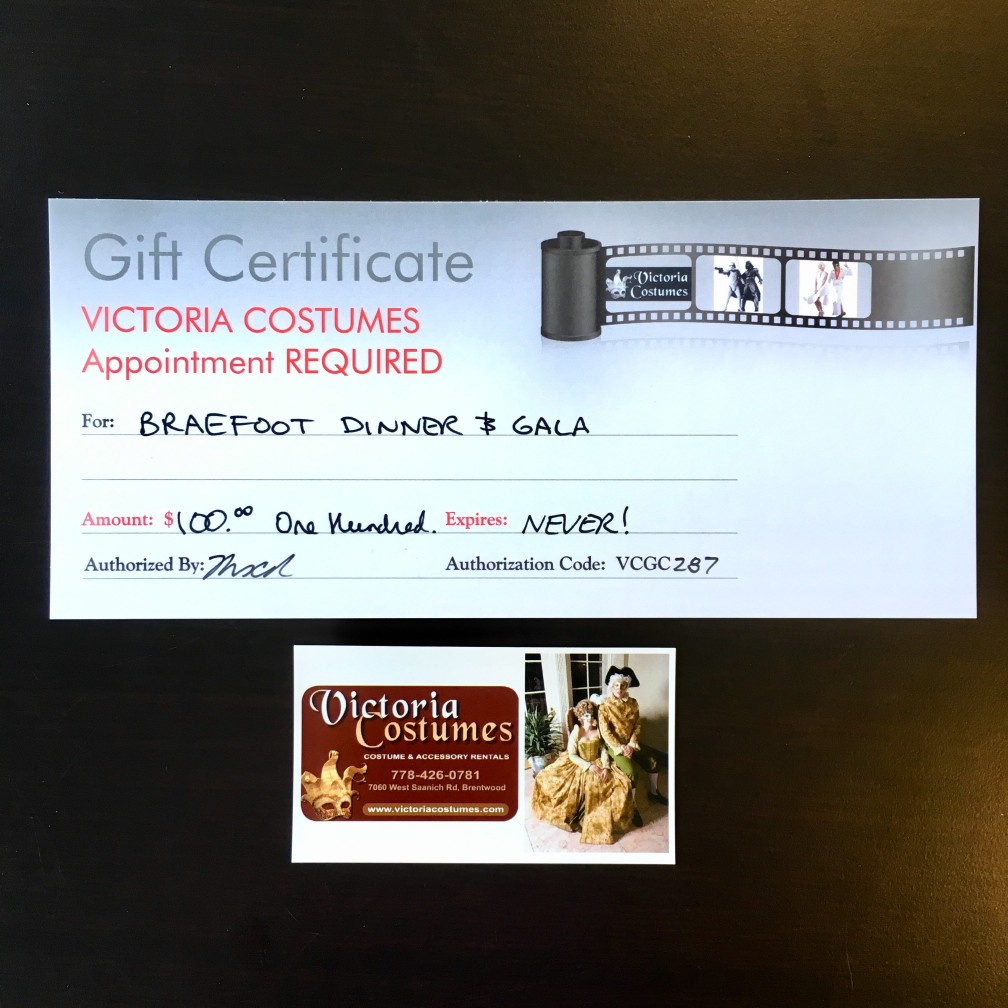 Gift Certificate
VICTORIA COSTUMES
Appointment REQUIRED
Victoria
Costumes
For: BRAEFOOT DINNER & GALA
Amount: $100.00 One Hundred. Expires: NEVER!
Authorized By: Authorization Code: VCGC287
Victoria
Costumes
COSTUME & ACCESSORY RENTALS
778-426-0781
7060 West Saanich Rd, Brentwood
www.victoriacostumes.com